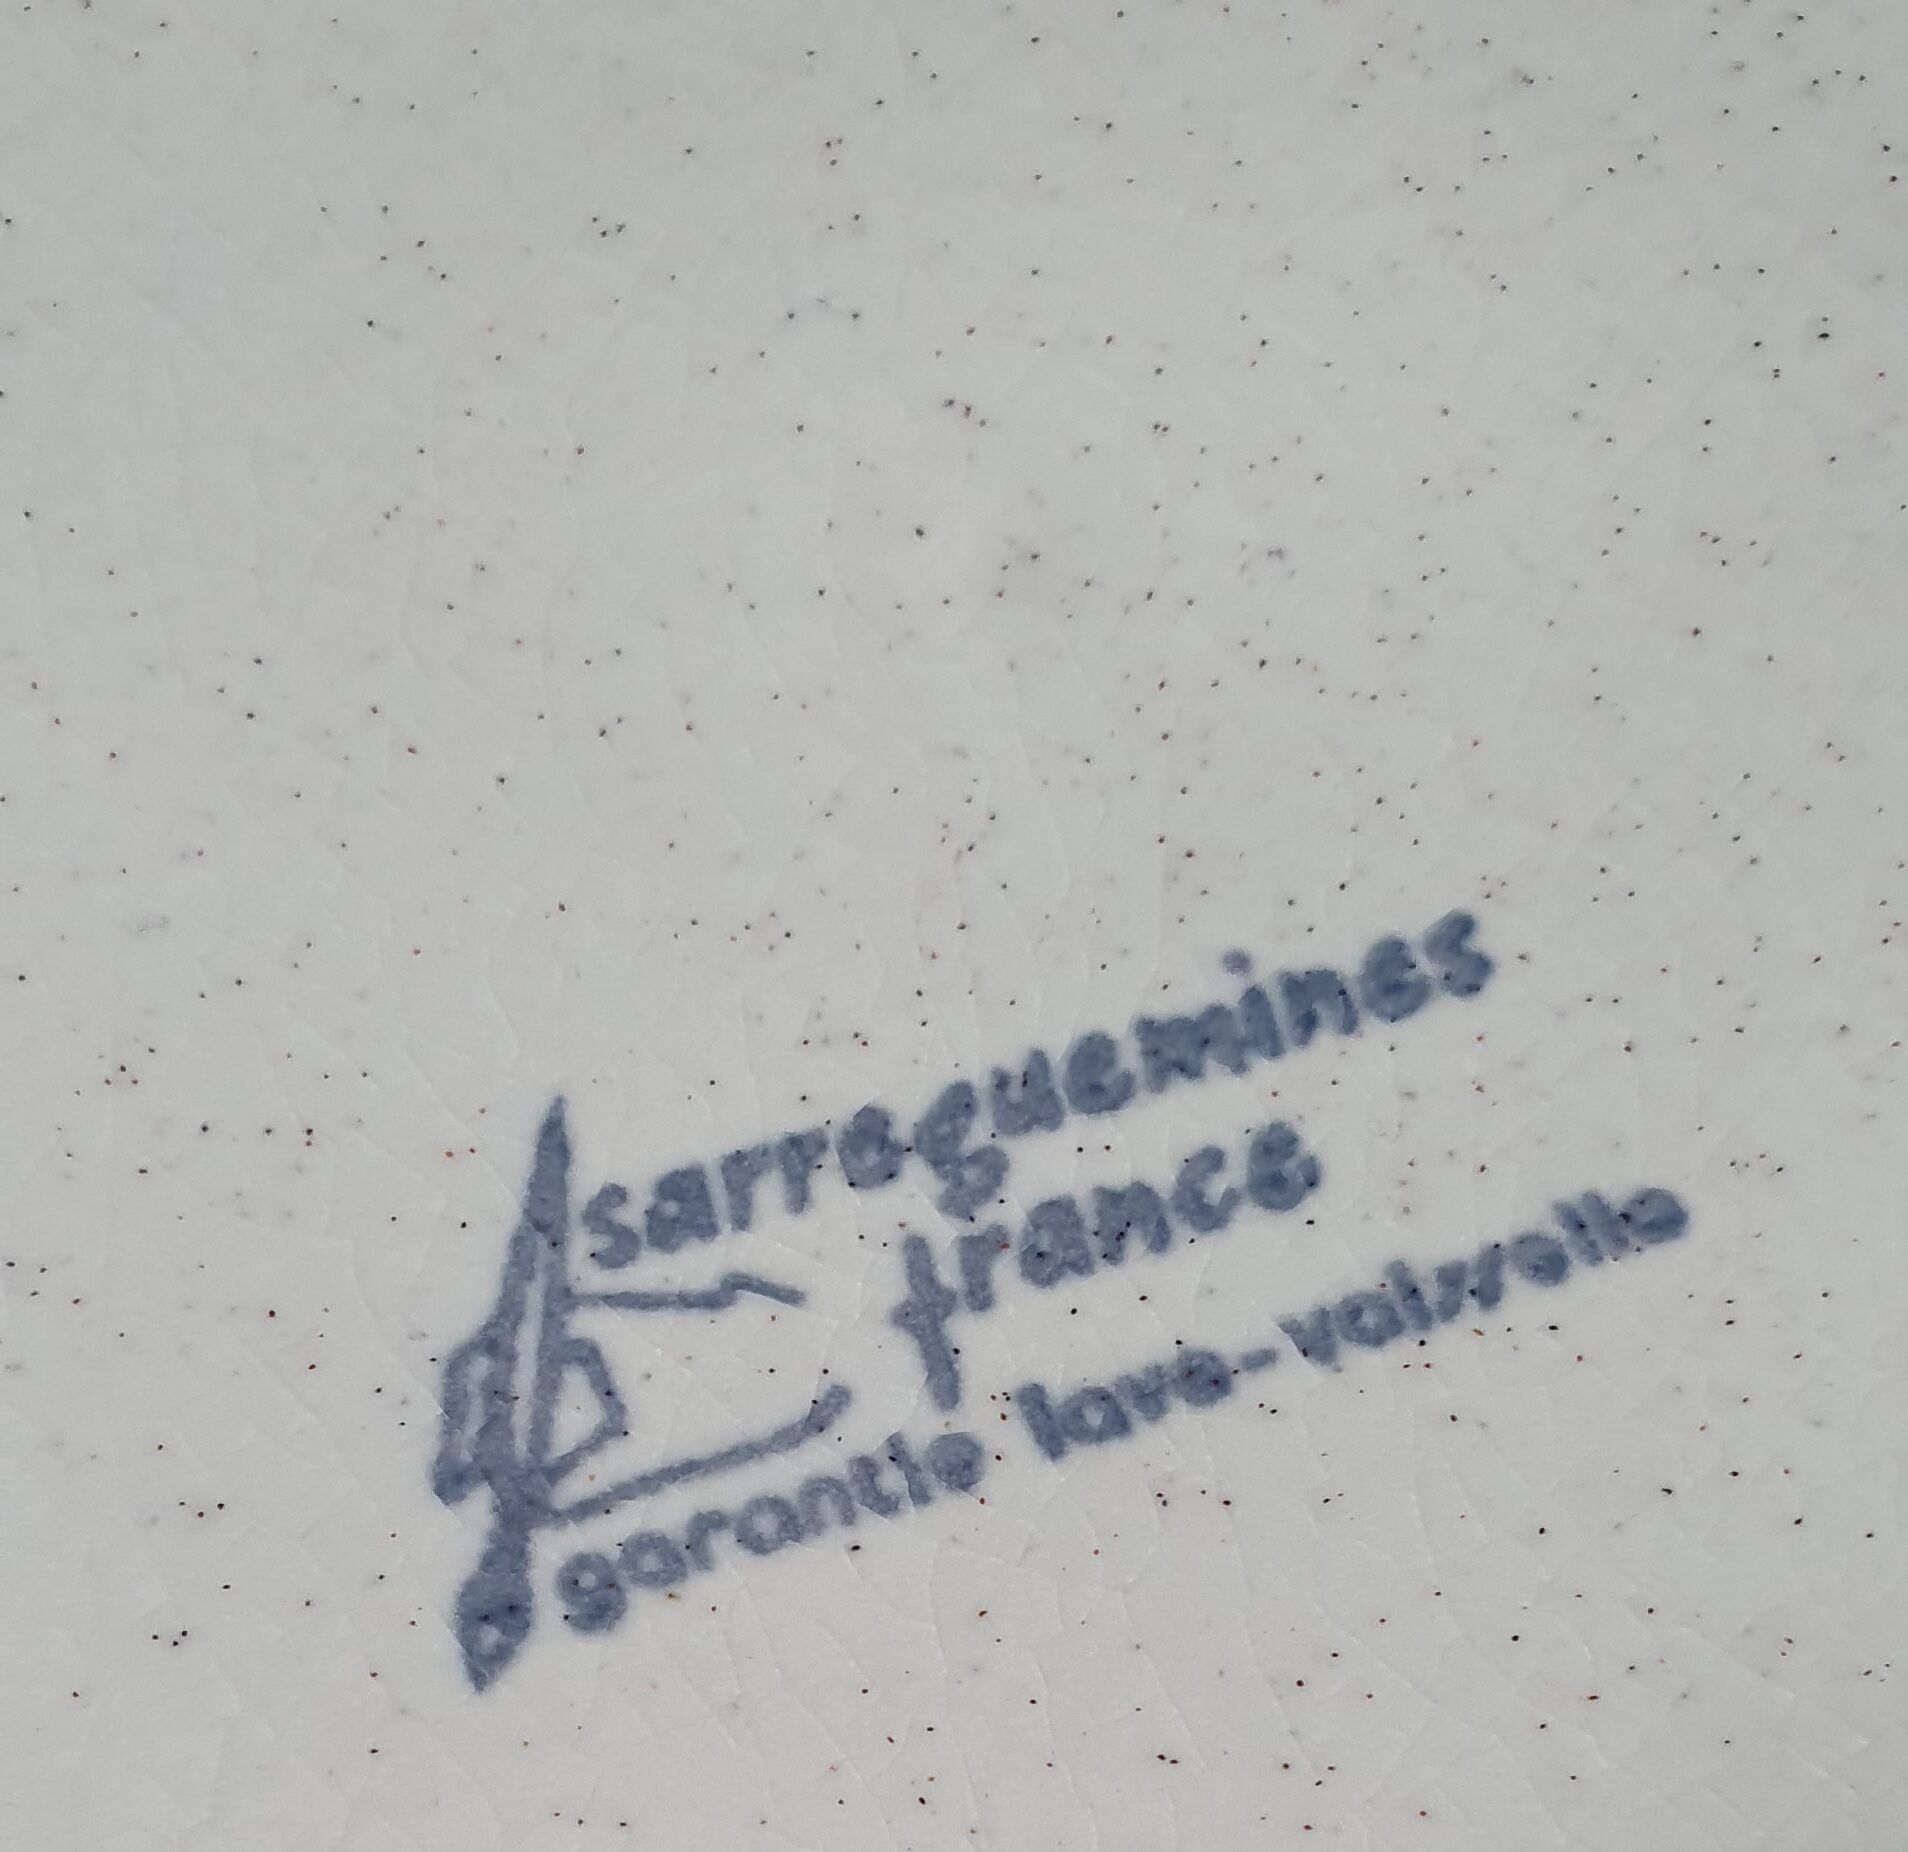 sarreguemines
france
garantie lave-vaisselle